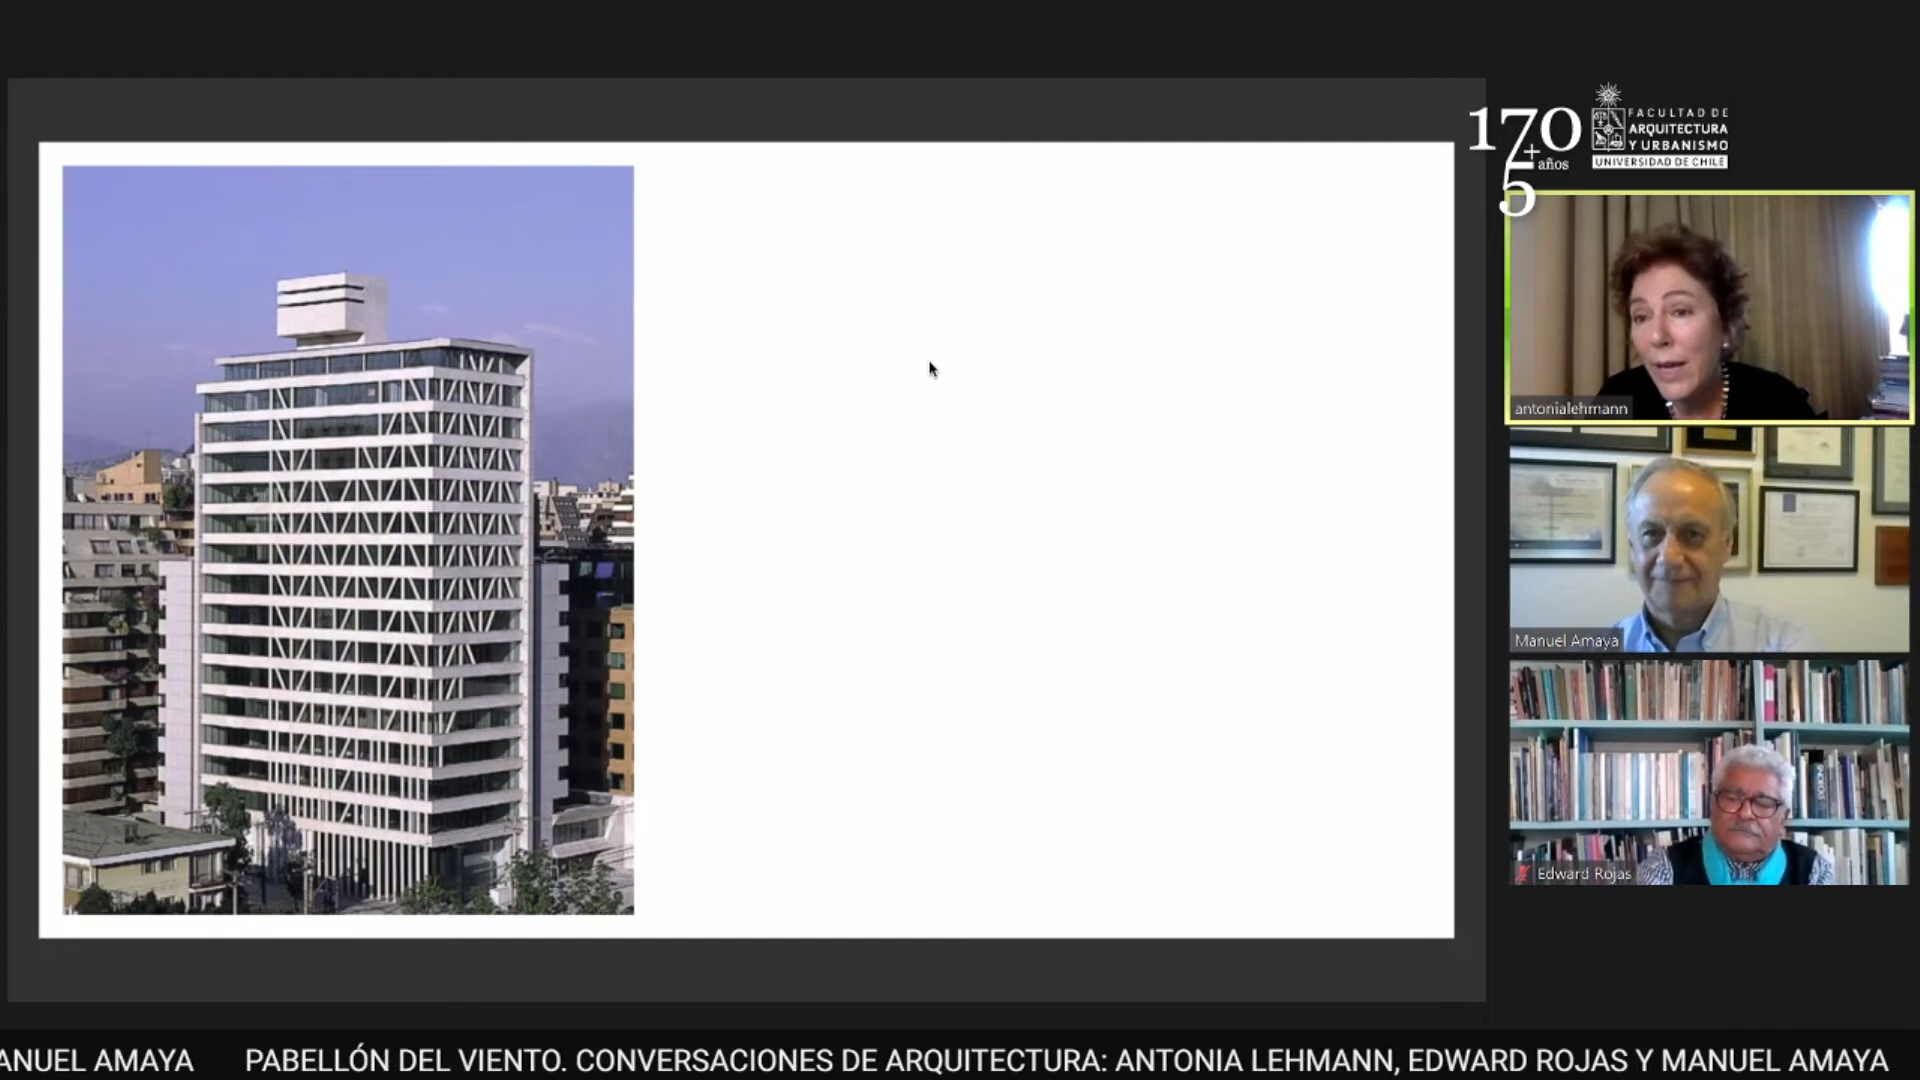 170
+
5
años
FACULTAD DE
ARQUITECTURA
Y URBANISMO
UNIVERSIDAD DE CHILE
antonialehmann
Manuel Amaya
Edward Rojas
ANUEL AMAYA PABELLÓN DEL VIENTO. CONVERSACIONES DE ARQUITECTURA: ANTONIA LEHMANN, EDWARD ROJAS Y MANUEL AMAYA